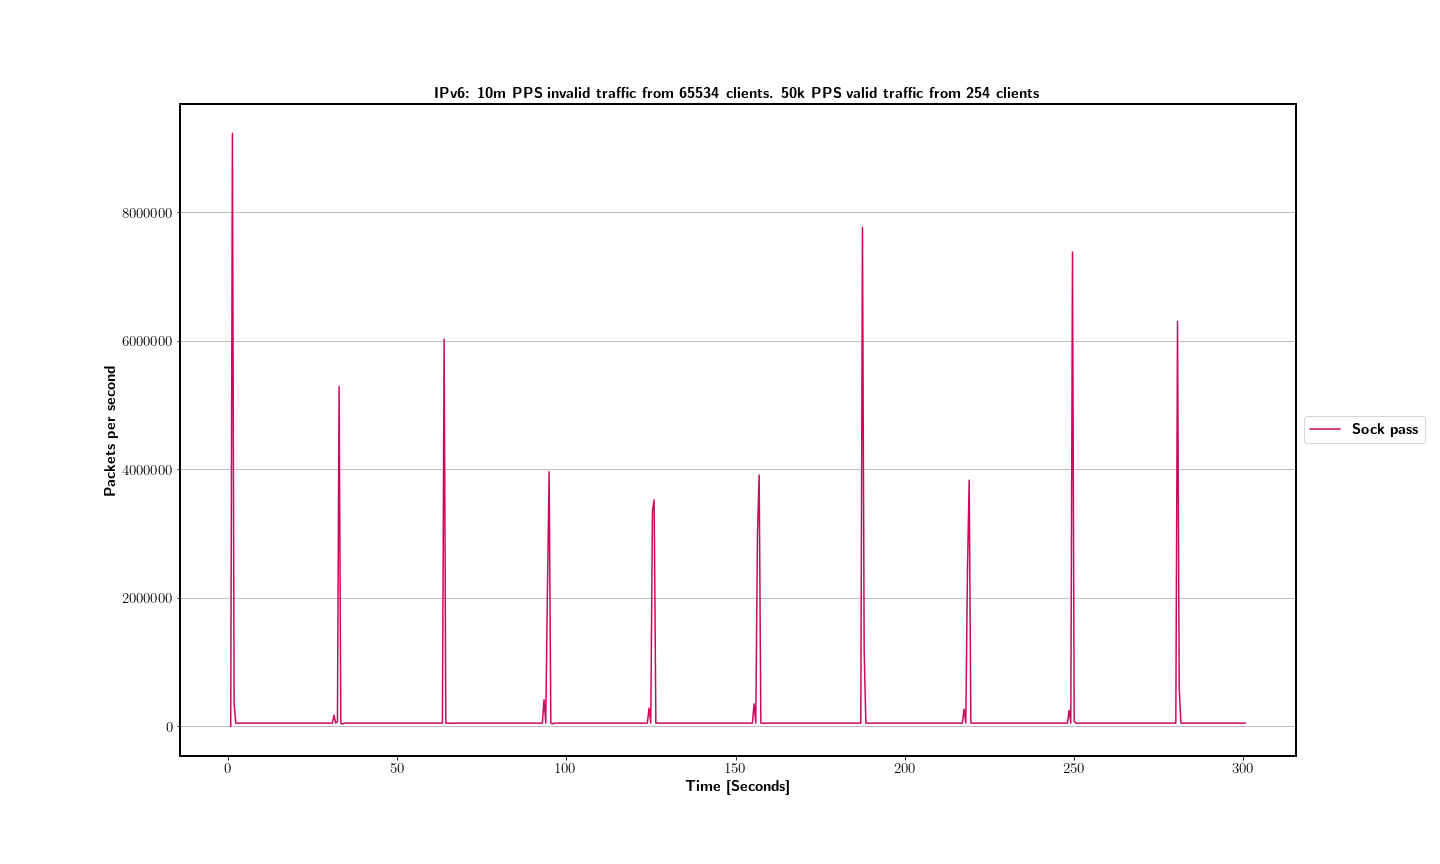 IPv6: 10m PPS invalid traffic from 65534 clients. 50k PPS valid traffic from 254 clients
8000000
6000000
4000000
2000000
0
Packets per second
Sock pass
0 50 100 150 200 250 300
Time [Seconds]